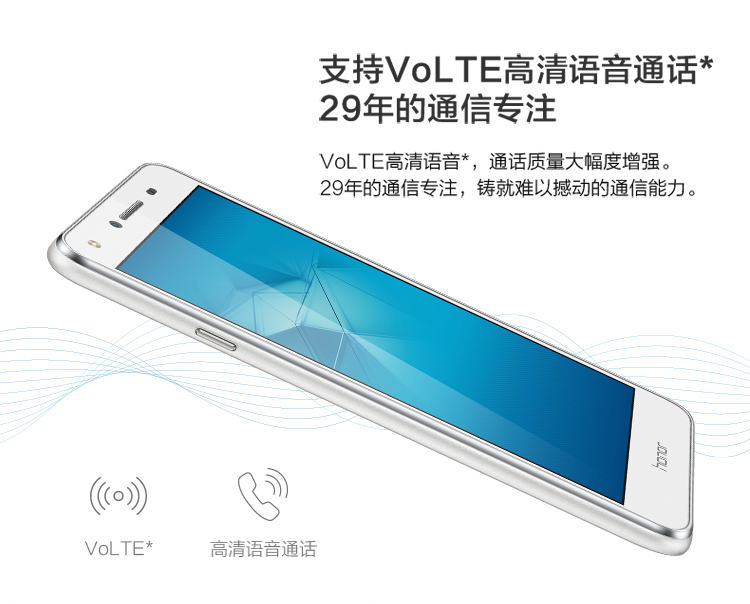 支持VoLTE高清语音通话*
29年的通信专注
VoLTE高清语音*，通话质量大幅度增强。
29年的通信专注，铸就难以撼动的通信能力。
honor
VoLTE*
高清语音通话